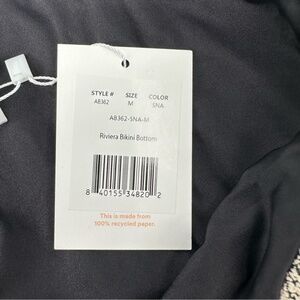 STYLE # SIZE COLOR
AB362 M SNA
AB362-SNA-M
Riviera Bikini Bottom
8 40155 34820 2
This is made from
100% recycled paper.